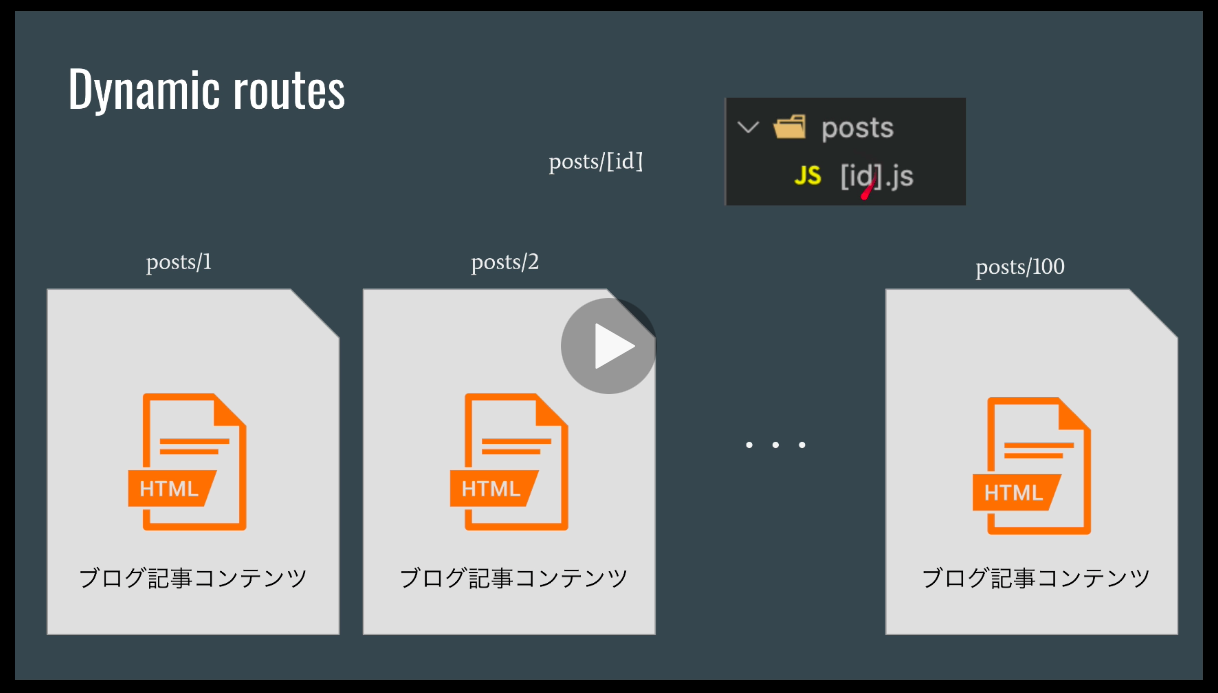 Dynamic routes
posts/[id]
posts
JS [id].js
posts/1
posts/2
posts/100
HTML
HTML
. . .
HTML
ブログ記事コンテンツ
ブログ記事コンテンツ
ブログ記事コンテンツ